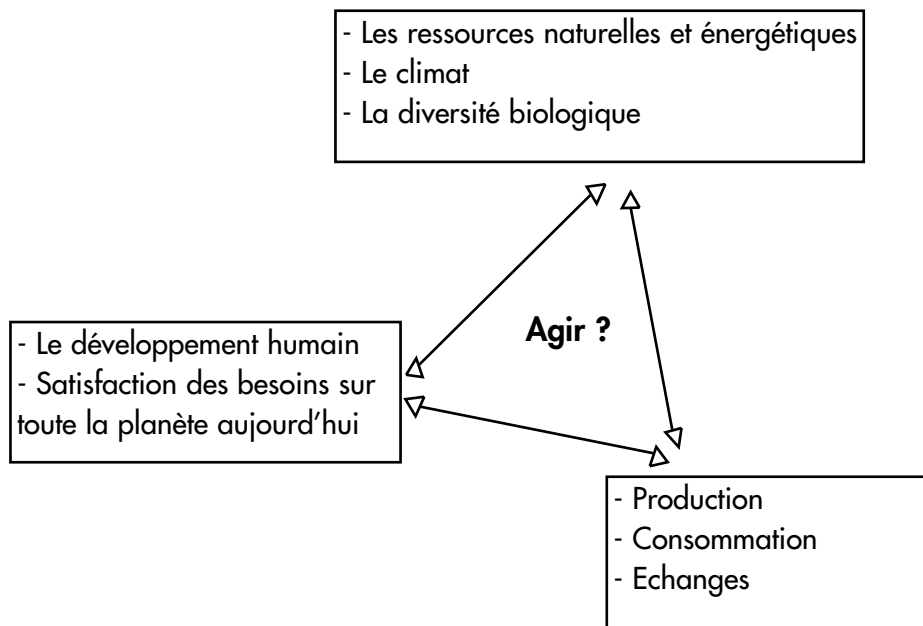 - Les ressources naturelles et énergétiques
- Le climat
- La diversité biologique
Agir ?
- Le développement humain
- Satisfaction des besoins sur
toute la planète aujourd'hui
- Production
- Consommation
- Echanges